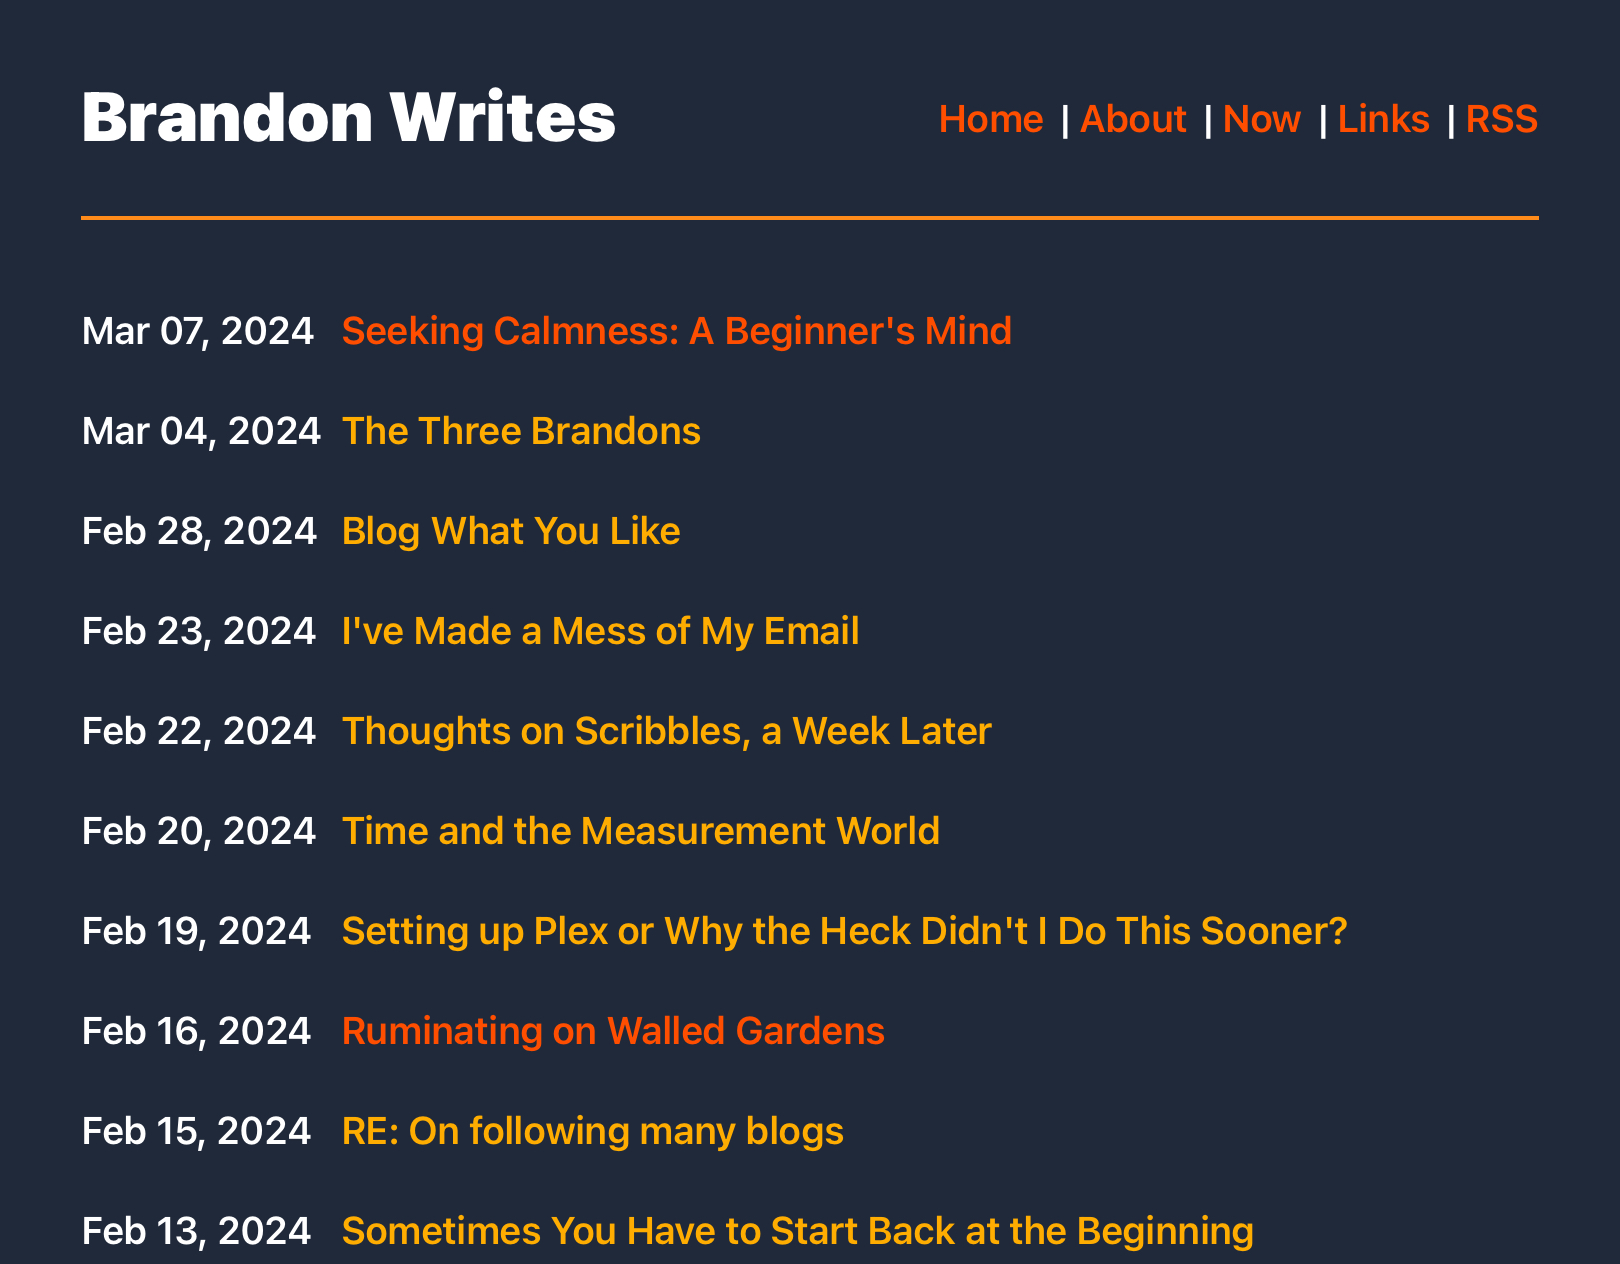 Brandon Writes
Home | About | Now | Links | RSS
Mar 07, 2024 Seeking Calmness: A Beginner's Mind
Mar 04, 2024 The Three Brandons
Feb 28, 2024 Blog What You Like
Feb 23, 2024 I've Made a Mess of My Email
Feb 22, 2024 Thoughts on Scribbles, a Week Later
Feb 20, 2024 Time and the Measurement World
Feb 19, 2024 Setting up Plex or Why the Heck Didn't I Do This Sooner?
Feb 16, 2024 Ruminating on Walled Gardens
Feb 15, 2024 RE: On following many blogs
Feb 13, 2024 Sometimes You Have to Start Back at the Beginning